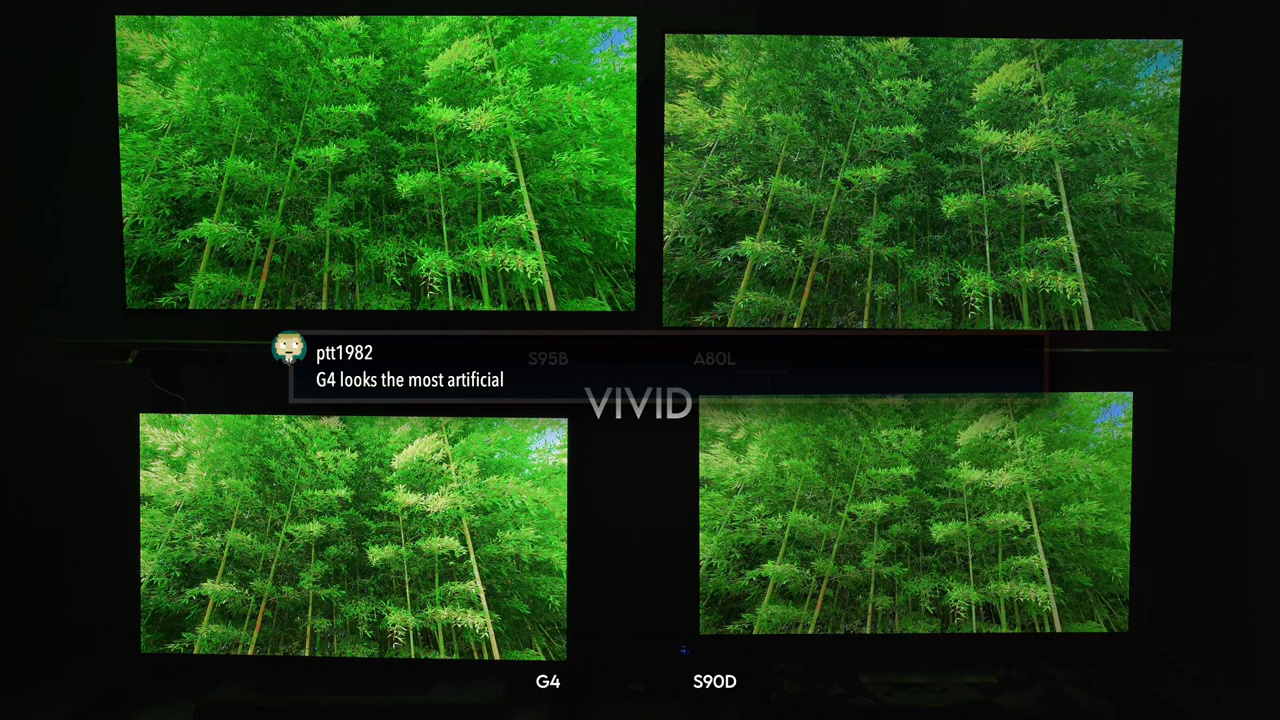 ptt1982
S95B
A80L
G4 looks the most artificial
VIVID
G4
S90D